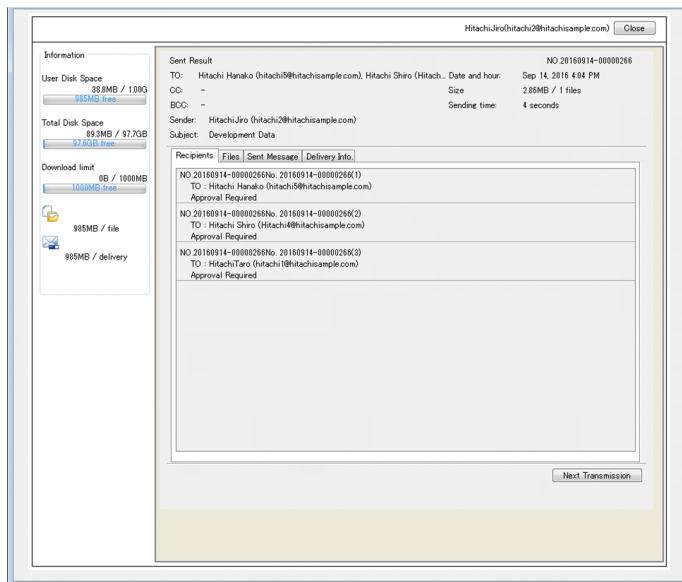 HitachiJiro(hitachi2@hitachisample.com) Close
Information
User Disk Space
38.8MB / 1.00G
985MB free
Total Disk Space
89.3MB / 97.7GB
97.6GB free
Download limit
0B / 1000MB
1000MB free
985MB / file
985MB / delivery
Sent Result NO.20160914-00000266
TO: Hitachi Hanako (hitachi5@hitachisample.com), Hitachi Shiro (Hitach... Date and hour: Sep 14, 2016 4:04 PM
CC: - Size 2.86MB / 1 files
BCC: - Sending time: 4 seconds
Sender: HitachiJiro (hitachi2@hitachisample.com)
Subject: Development Data
Recipients Files Sent Message Delivery Info.
NO.20160914-00000266No. 20160914-00000266(1)
TO : Hitachi Hanako (hitachi5@hitachisample.com)
Approval Required
NO.20160914-00000266No. 20160914-00000266(2)
TO : Hitachi Shiro (Hitachi4@hitachisample.com)
Approval Required
NO.20160914-00000266No. 20160914-00000266(3)
TO : HitachiTaro (hitachi1@hitachisample.com)
Approval Required
Next Transmission